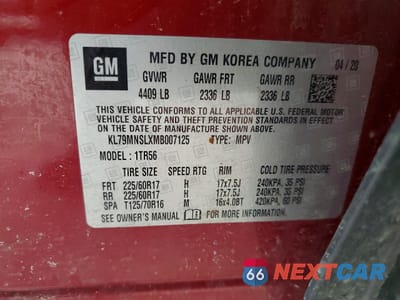 GM
MFD BY GM KOREA COMPANY 04 / 20
GVWR GAWR FRT GAWR RR
4409 LB 2336 LB 2336 LB
THIS VEHICLE CONFORMS TO ALL APPLICABLE U.S. FEDERAL MOTOR
VEHICLE SAFETY AND THEFT PREVENTION STANDARDS IN EFFECT ON
THE DATE OF MANUFACTURE SHOWN ABOVE.
KL79MNSLXMB007125 TYPE: MPV
MODEL: 1TR56
TIRE SIZE SPEED RTG RIM COLD TIRE PRESSURE
FRT 225/60R17 H 17x7.5J 240KPA, 35 PSI
RR 225/60R17 H 17x7.5J 240KPA, 35 PSI
SPA T125/70R16 M 16x4.0BT 420KPA, 60 PSI
SEE OWNER'S MANUAL FOR ADDITIONAL INFORMATION.
66 NEXTCAR